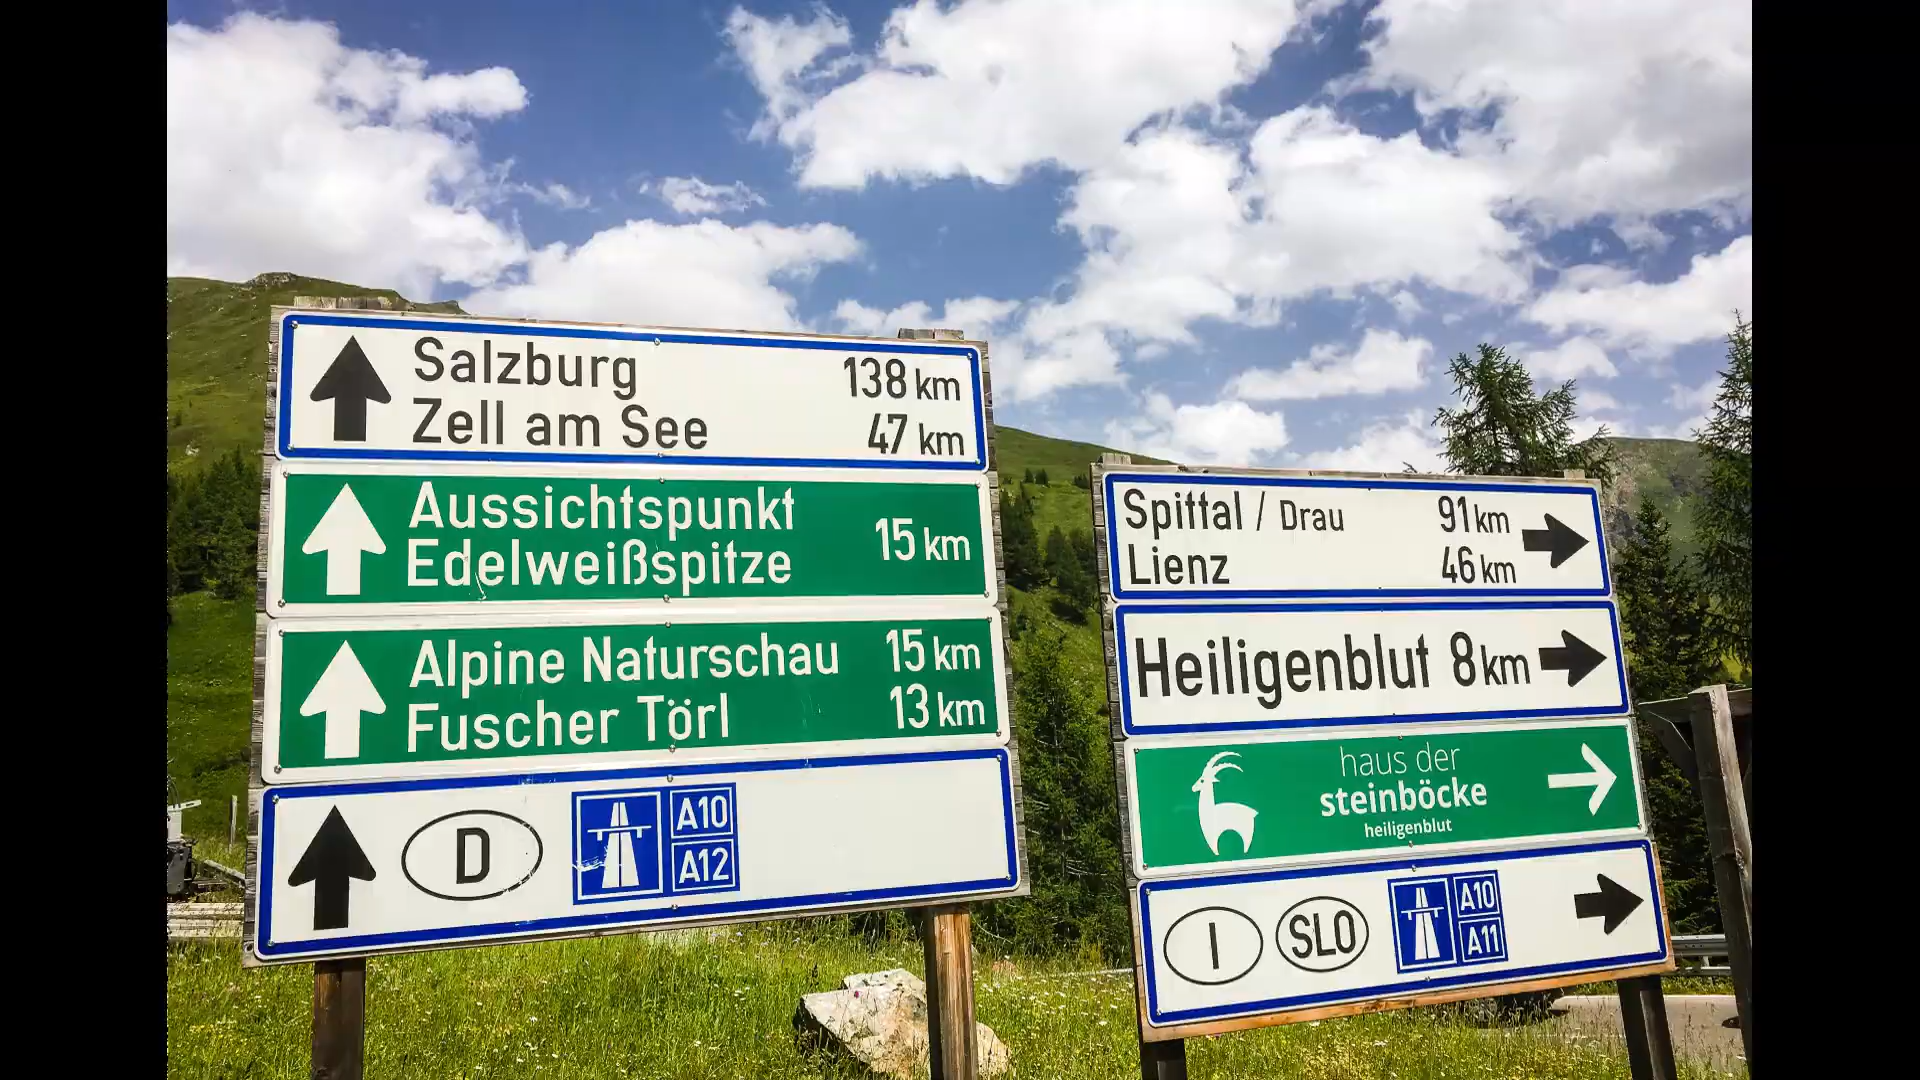 Salzburg 138 km
Zell am See 47 km
Aussichtspunkt
Edelweißspitze 15 km
Alpine Naturschau 15 km
Fuscher Törl 13 km
D A10
A12
Spittal / Drau 91 km
Lienz 46 km
Heiligenblut 8 km
haus der
steinböcke
heiligenblut
I SLO A10
A11